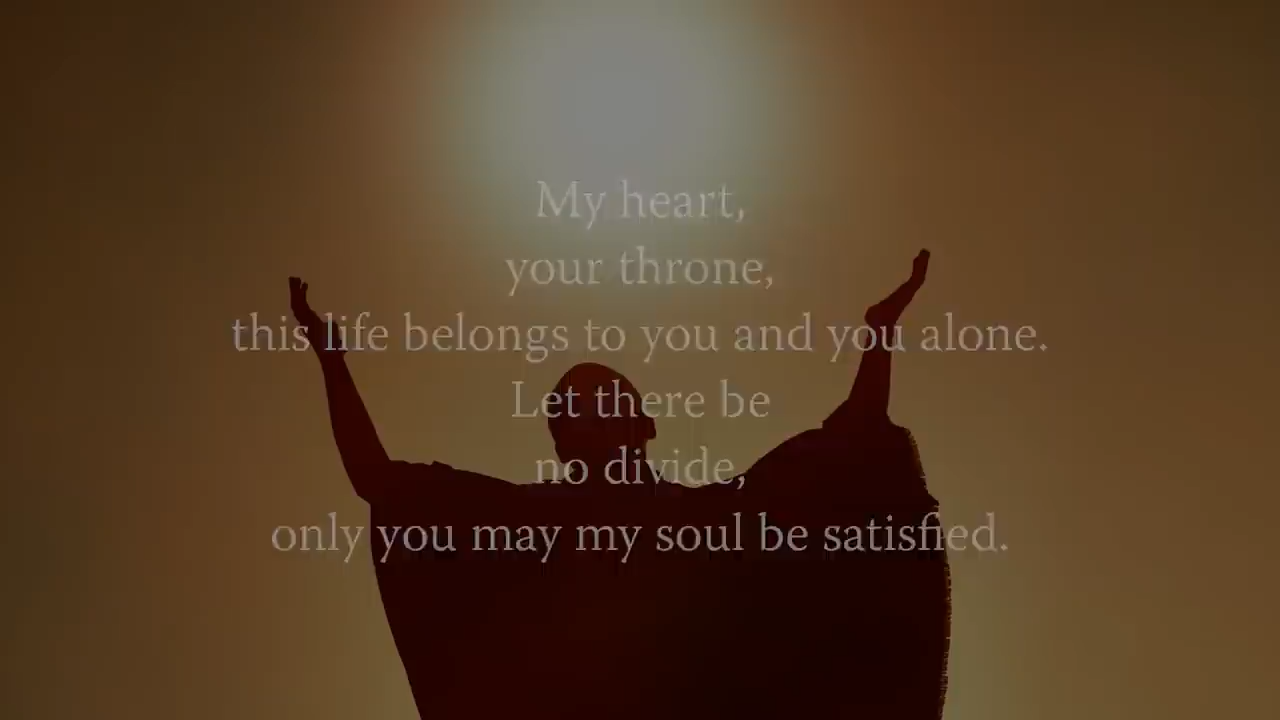 My heart,
your throne,
this life belongs to you and you alone.
Let there be
no divide,
only you may my soul be satisfied.